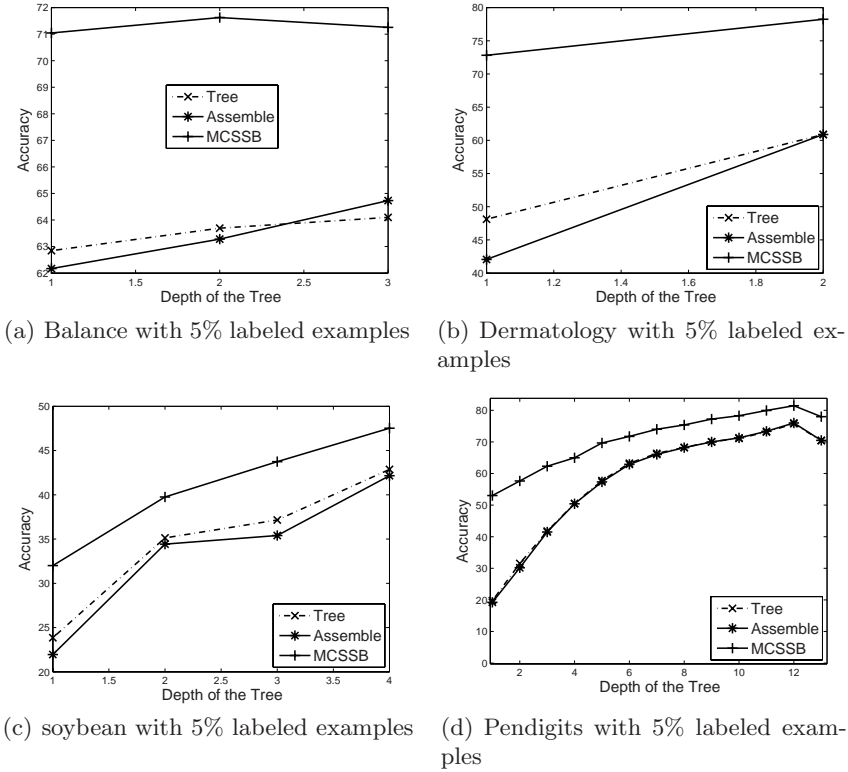 72
71
70
69
68
67
66
65
64
63
62
1 1.5 2 2.5 3
Accuracy
Depth of the Tree
Tree
Assemble
MCSSB
(a) Balance with 5% labeled examples
80
75
70
65
60
55
50
45
40
1 1.2 1.4 1.6 1.8 2
Accuracy
Depth of the Tree
Tree
Assemble
MCSSB
(b) Dermatology with 5% labeled ex-
amples
50
45
40
35
30
25
20
1 1.5 2 2.5 3 3.5 4
Accuracy
Depth of the Tree
Tree
Assemble
MCSSB
(c) soybean with 5% labeled examples
80
70
60
50
40
30
20
10
0
2 4 6 8 10 12
Accuracy
Depth of the Tree
Tree
Assemble
MCSSB
(d) Pendigits with 5% labeled exam-
ples